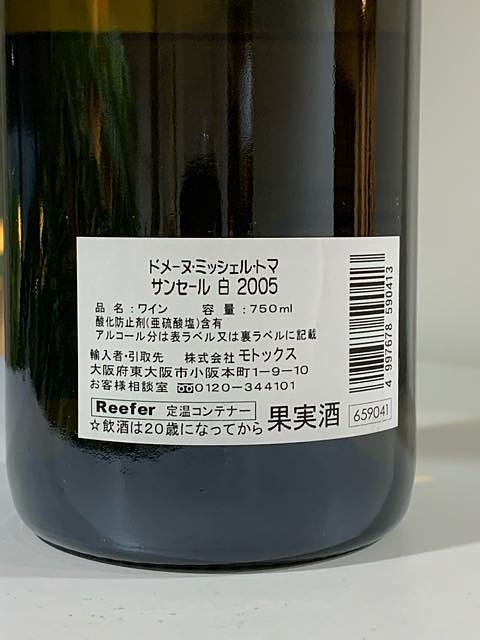 ドメーヌ・ミッシェル・トマ
サンセール 白 2005
品 名 : ワイン 容 量 : 750ml
酸化防止剤(亜硫酸塩)含有
アルコール分は表ラベル又は裏ラベルに記載
輸入者・引取先 株式会社 モトックス
大阪府東大阪市小阪本町1-9-10
お客様相談室 ☎0120-344101
Reefer 定温コンテナー
☆飲酒は20歳になってから 果実酒
4 997678 590413
659041